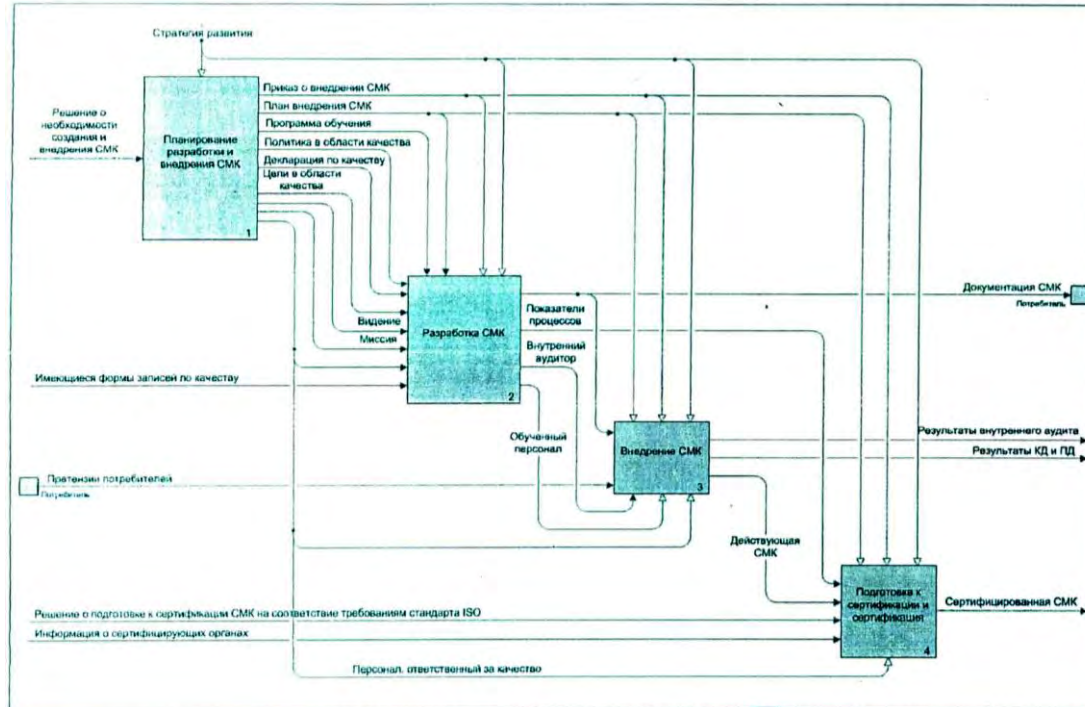 Стратегия развития
Решение о
необходимости
создания и
внедрения СМК
Планирование
разработки и
внедрения СМК
1
Приказ о внедрении СМК
План внедрения СМК
Программа обучения
Политика в области качества
Декларация по качеству
Цели в области
качества
Видение
Миссия
Разработка СМК
2
Показатели
процессов
Внутренний
аудитор
Документация СМК
Потребитель
Имеющиеся формы записей по качеству
Обученный
персонал
Внедрение СМК
3
Результаты внутреннего аудита
Результаты КД и ПД
Претензии потребителей
Потребитель
Действующая
СМК
Подготовка к
сертификации и
сертификация
4
Сертифицированная СМК
Решение о подготовке к сертификации СМК на соответствие требованиям стандарта ISO
Информация о сертифицирующих органах
Персонал, ответственный за качество